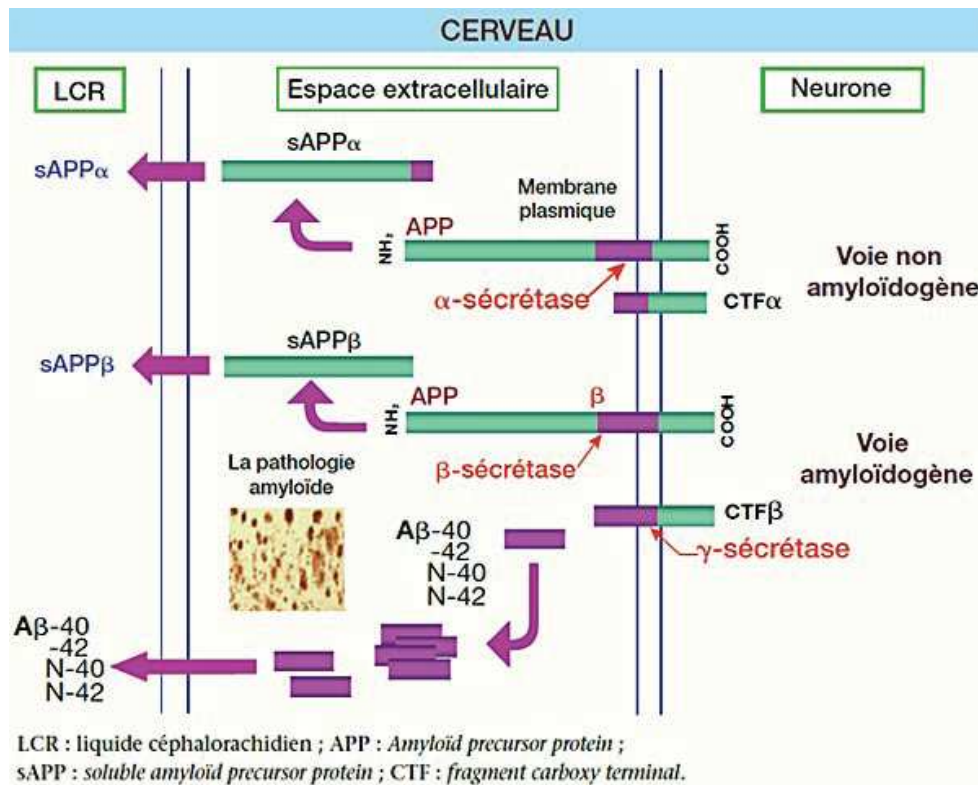 CERVEAU
LCR
Espace extracellulaire
Neurone
sAPPα
sAPPα
Membrane
plasmique
APP
NH₂
COOH
α-sécrétase
CTFα
Voie non
amyloïdogène
sAPPβ
sAPPβ
APP
β
NH₂
COOH
β-sécrétase
Voie
amyloïdogène
La pathologie
amyloïde
CTFβ
γ-sécrétase
Aβ-40
-42
N-40
N-42
Aβ-40
-42
N-40
N-42
LCR : liquide céphalorachidien ; APP : Amyloïd precursor protein ;
sAPP : soluble amyloïd precursor protein ; CTF : fragment carboxy terminal.